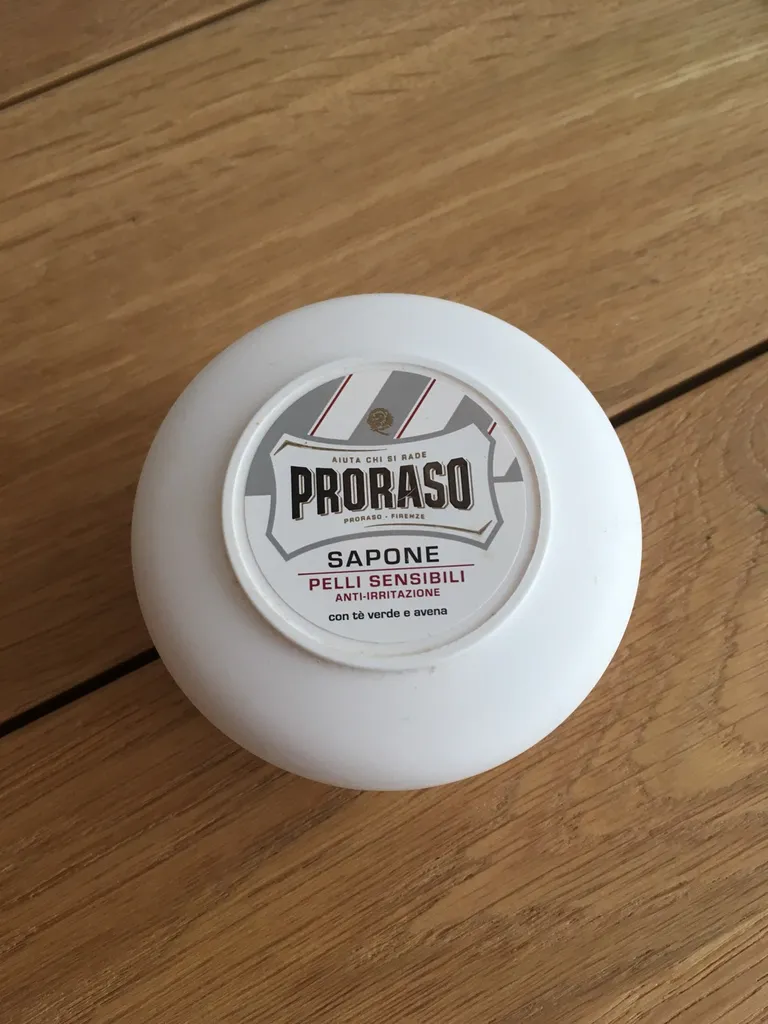 AIUTA CHI SI RADE
PRORASO
PRORASO - FIRENZE
SAPONE
PELLI SENSIBILI
ANTI-IRRITAZIONE
con tè verde e avena